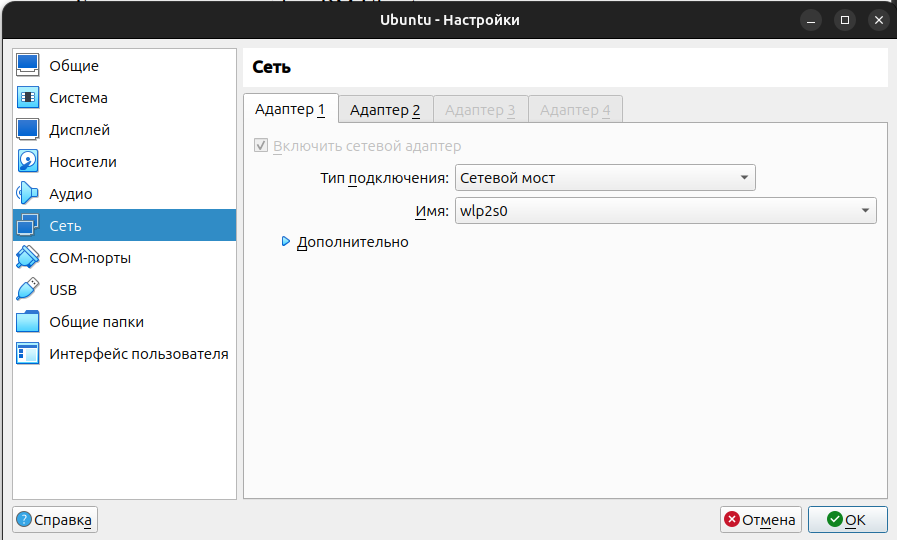 Ubuntu - Настройки
Общие
Система
Дисплей
Носители
Аудио
Сеть
COM-порты
USB
Общие папки
Интерфейс пользователя
Сеть
Адаптер 1 Адаптер 2 Адаптер 3 Адаптер 4
Включить сетевой адаптер
Тип подключения: Сетевой мост
Имя: wlp2s0
Дополнительно
Справка Отмена OK